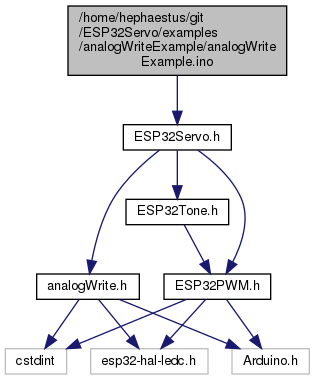 /home/hephaestus/git
/ESP32Servo/examples
/analogWriteExample/analogWrite
Example.ino
ESP32Servo.h
ESP32Tone.h
analogWrite.h
ESP32PWM.h
cstdint
esp32-hal-ledc.h
Arduino.h